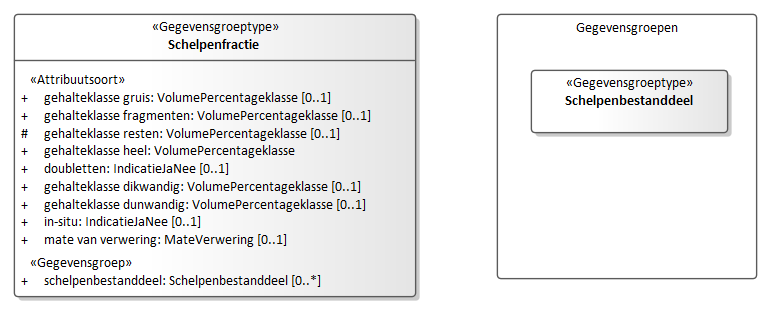 «Gegevensgroeptype»
Schelpenfractie
«Attribuutsoort»
+ gehalteklasse gruis: VolumePercentageklasse [0..1]
+ gehalteklasse fragmenten: VolumePercentageklasse [0..1]
# gehalteklasse resten: VolumePercentageklasse [0..1]
+ gehalteklasse heel: VolumePercentageklasse
+ doubletten: IndicatieJaNee [0..1]
+ gehalteklasse dikwandig: VolumePercentageklasse [0..1]
+ gehalteklasse dunwandig: VolumePercentageklasse [0..1]
+ in-situ: IndicatieJaNee [0..1]
+ mate van verwering: MateVerwering [0..1]
«Gegevensgroep»
+ schelpenbestanddeel: Schelpenbestanddeel [0..*]
Gegevensgroepen
«Gegevensgroeptype»
Schelpenbestanddeel